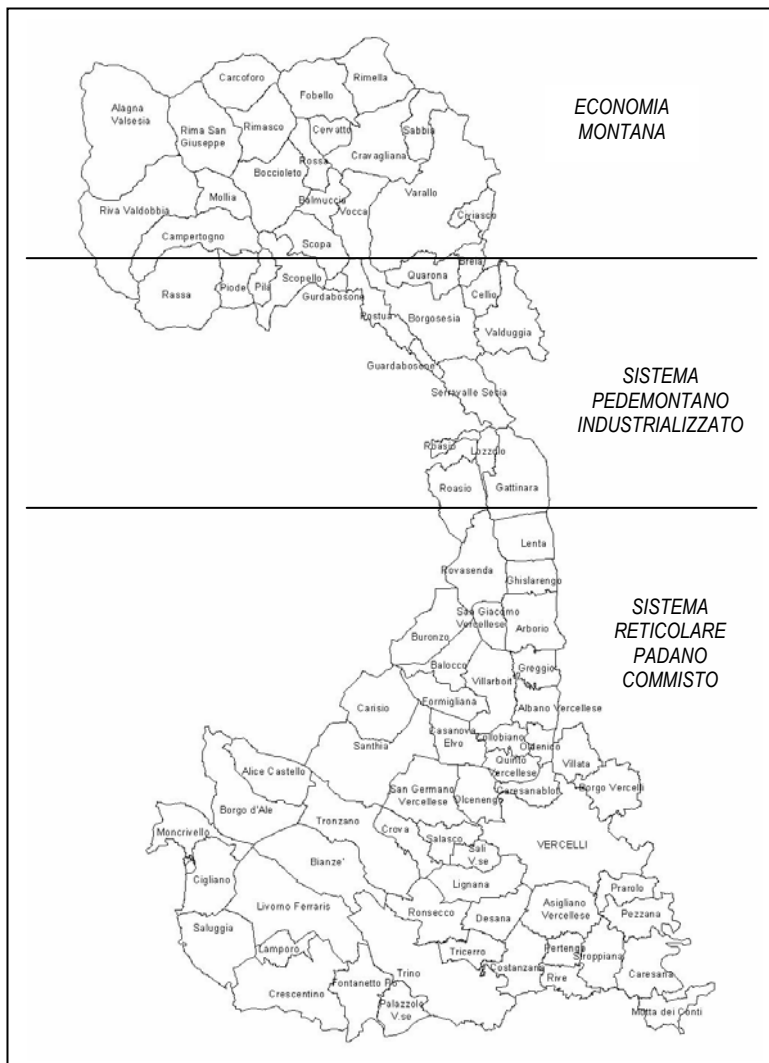 Carcoforo
Rimella
Fobello
ECONOMIA
MONTANA
Alagna
Valsesia
Rima San
Giuseppe
Rimasco
Cervatto
Sabbia
Cravagliana
Rossa
Boccioleto
Varallo
Mollia
Balmuccia
Riva Valdobbia
Vocca
Civiasco
Campertogno
Scopa
Breia
Scopello
Quarona
Rassa
Piode
Pila
Cellio
Gurdabosone
Postua
Borgosesia
Valduggia
Guardabosone
SISTEMA
PEDEMONTANO
INDUSTRIALIZZATO
Serravalle Sesia
Roasio
Lozzolo
Roasio
Gattinara
Lenta
Rovasenda
Ghislarengo
San Giacomo
Vercellese
Arborio
SISTEMA
RETICOLARE
PADANO
COMMISTO
Buronzo
Balocco
Greggio
Villarboit
Formigliana
Carisio
Albano Vercellese
Casanova
Elvo
Collobiano
Oldenico
Santhia
Quinto
Vercellese
Villata
Alice Castello
San Germano
Vercellese
Olcenengo
Caresanablot
Borgo Vercelli
Borgo d'Ale
Tronzano
Moncrivello
Crova
Salasco
Sali
V.se
VERCELLI
Bianze'
Cigliano
Lignana
Prarolo
Livorno Ferraris
Ronsecco
Desana
Asigliano
Vercellese
Pezzana
Saluggia
Lamporo
Tricerro
Pertengo
Stroppiana
Costanzana
Rive
Caresana
Trino
Fontanetto Po
Crescentino
Palazzolo
V.se
Motta dei Conti